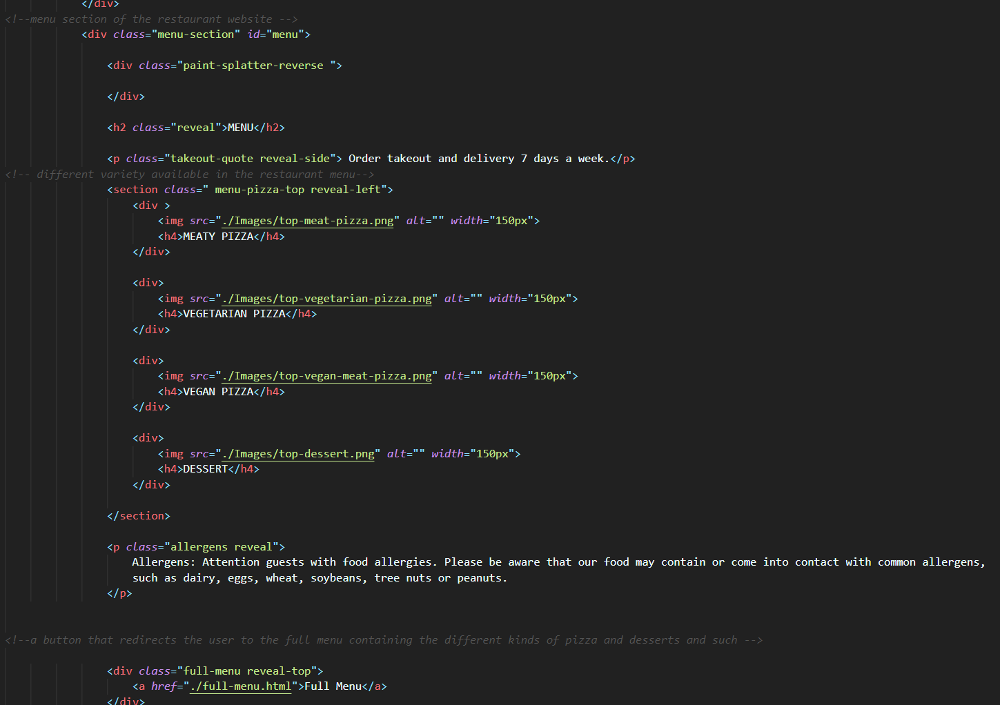 </div>
<!--menu section of the restaurant website -->
<div class="menu-section" id="menu">
<div class="paint-splatter-reverse ">
</div>
<h2 class="reveal">MENU</h2>
<p class="takeout-quote reveal-side"> Order takeout and delivery 7 days a week.</p>
<!-- different variety available in the restaurant menu-->
<section class=" menu-pizza-top reveal-left">
<div >
<img src="./Images/top-meat-pizza.png" alt="" width="150px">
<h4>MEATY PIZZA</h4>
</div>
<div>
<img src="./Images/top-vegetarian-pizza.png" alt="" width="150px">
<h4>VEGETARIAN PIZZA</h4>
</div>
<div>
<img src="./Images/top-vegan-meat-pizza.png" alt="" width="150px">
<h4>VEGAN PIZZA</h4>
</div>
<div>
<img src="./Images/top-dessert.png" alt="" width="150px">
<h4>DESSERT</h4>
</div>
</section>
<p class="allergens reveal">
Allergens: Attention guests with food allergies. Please be aware that our food may contain or come into contact with common allergens,
such as dairy, eggs, wheat, soybeans, tree nuts or peanuts.
</p>
<!--a button that redirects the user to the full menu containing the different kinds of pizza and desserts and such -->
<div class="full-menu reveal-top">
<a href="./full-menu.html">Full Menu</a>
</div>